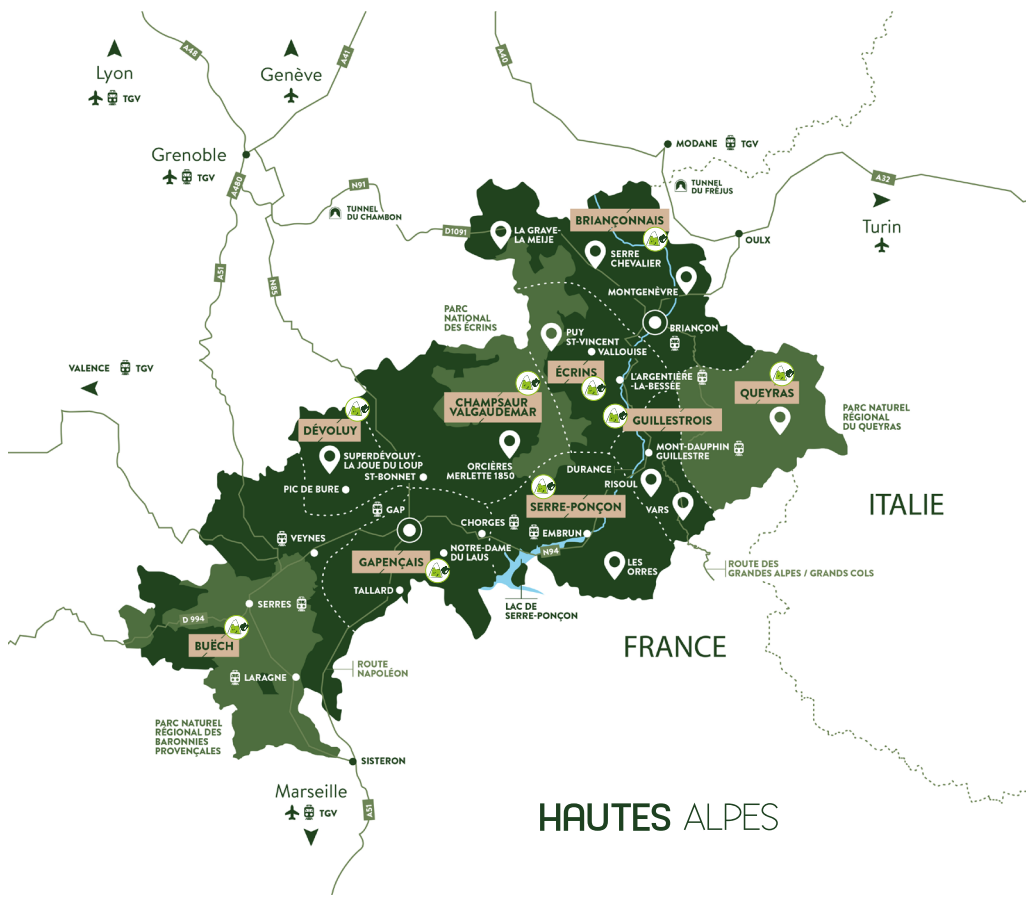 A48
A41
A40
Lyon
TGV
Genève
Grenoble
TGV
A480
MODANE
TGV
TUNNEL
DU FRÉJUS
A32
Turin
OULX
N91
TUNNEL
DU CHAMBON
D1091
LA GRAVE-
LA MEIJE
BRIANÇONNAIS
SERRE
CHEVALIER
MONTGENÈVRE
A51
N85
PARC
NATIONAL
DES ÉCRINS
BRIANÇON
PUY
ST-VINCENT
VALLOUISE
VALENCE
TGV
ÉCRINS
L'ARGENTIÈRE
-LA-BESSÉE
QUEYRAS
CHAMPSAUR
VALGAUDEMAR
PARC NATUREL
RÉGIONAL
DU QUEYRAS
DÉVOLUY
GUILLESTROIS
SUPERDÉVOLUY-
LA JOUE DU LOUP
ST-BONNET
ORCIÈRES
MERLETTE 1850
MONT-DAUPHIN
GUILLESTRE
DURANCE
RISOUL
PIC DE BURE
SERRE-PONÇON
VARS
ITALIE
GAP
CHORGES
EMBRUN
VEYNES
N94
NOTRE-DAME
DU LAUS
GAPENÇAIS
LES
ORRES
ROUTE DES
GRANDES ALPES / GRANDS COLS
TALLARD
LAC DE
SERRE-PONÇON
SERRES
D 994
BUËCH
FRANCE
ROUTE
NAPOLÉON
LARAGNE
PARC NATUREL
RÉGIONAL DES
BARONNIES
PROVENÇALES
SISTERON
Marseille
TGV
A51
HAUTES ALPES